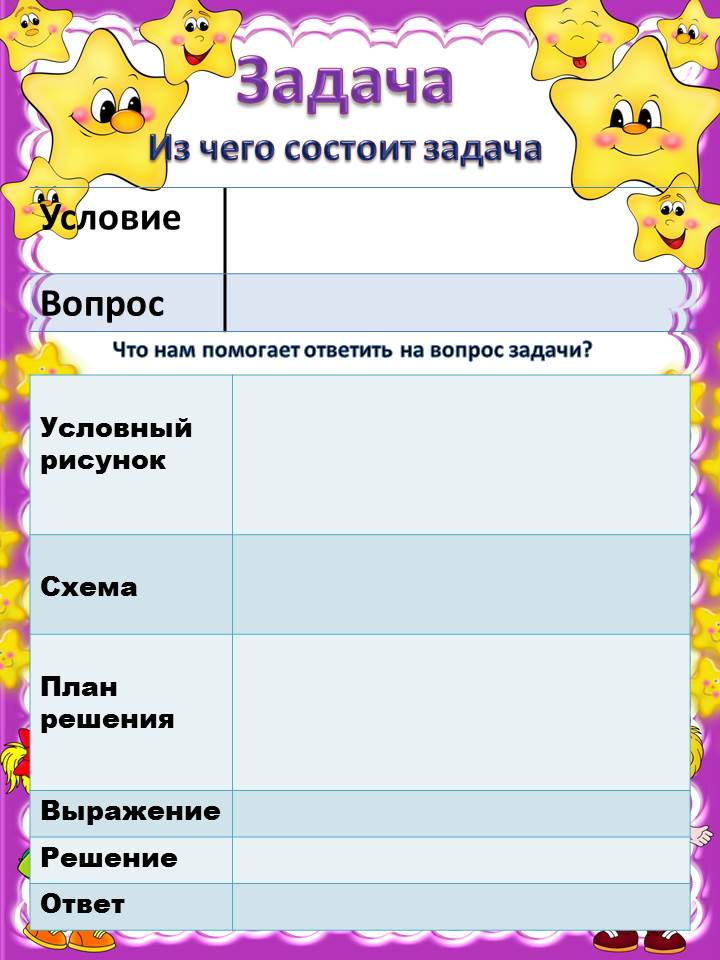 Задача
Из чего состоит задача
Условие
Вопрос
Что нам помогает ответить на вопрос задачи?
Условный
рисунок
Схема
План
решения
Выражение
Решение
Ответ